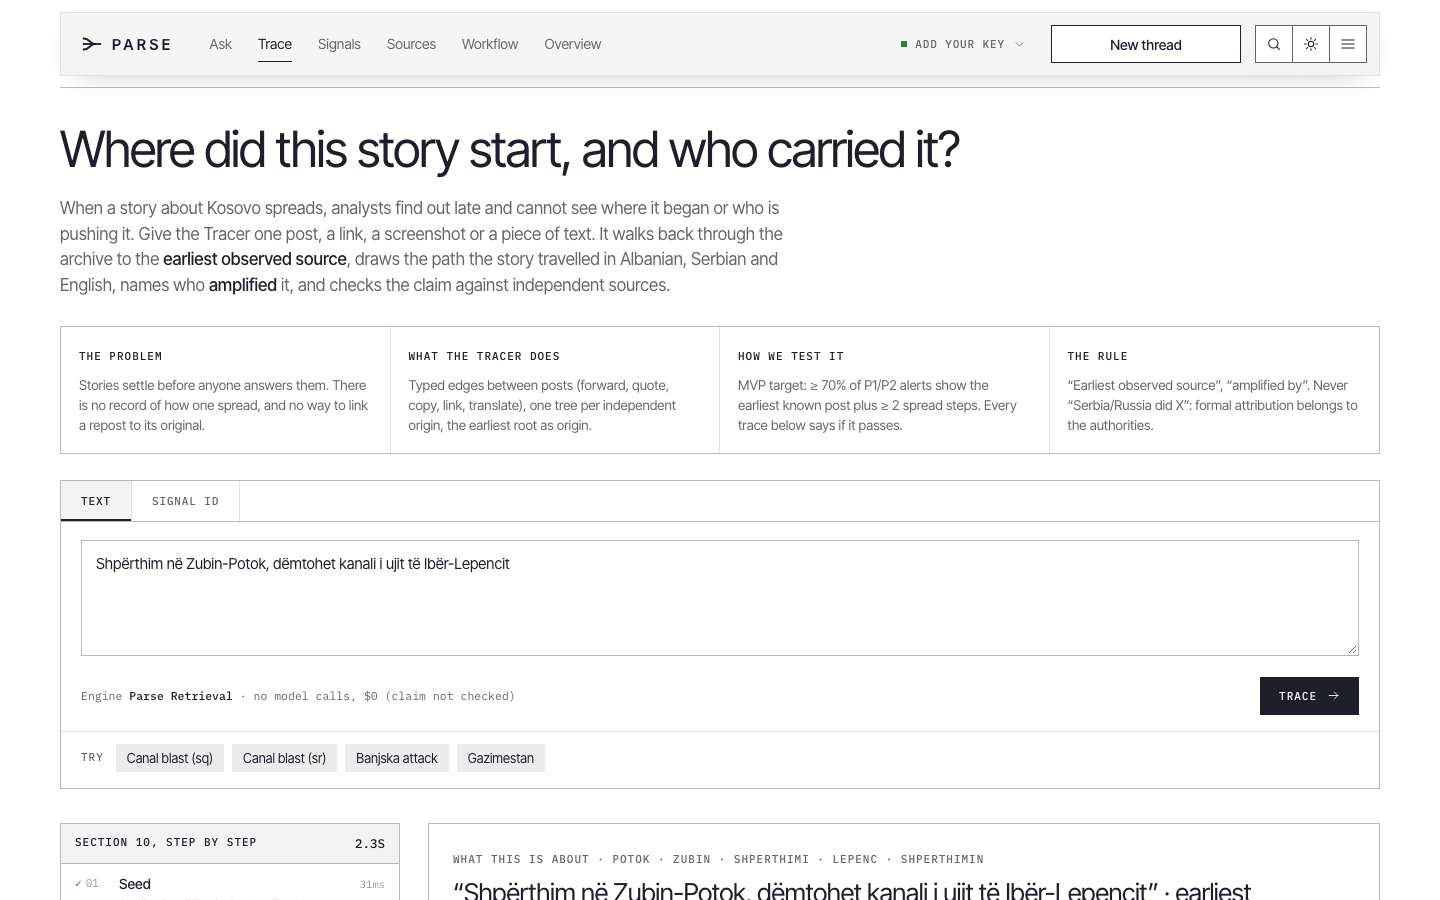 PARSE
Ask
Trace
Signals
Sources
Workflow
Overview
ADD YOUR KEY
New thread
Where did this story start, and who carried it?
When a story about Kosovo spreads, analysts find out late and cannot see where it began or who is
pushing it. Give the Tracer one post, a link, a screenshot or a piece of text. It walks back through the
archive to the earliest observed source, draws the path the story travelled in Albanian, Serbian and
English, names who amplified it, and checks the claim against independent sources.
THE PROBLEM
Stories settle before anyone answers them. There
is no record of how one spread, and no way to link
a repost to its original.
WHAT THE TRACER DOES
Typed edges between posts (forward, quote,
copy, link, translate), one tree per independent
origin, the earliest root as origin.
HOW WE TEST IT
MVP target: ≥ 70% of P1/P2 alerts show the
earliest known post plus ≥ 2 spread steps. Every
trace below says if it passes.
THE RULE
“Earliest observed source”, “amplified by”. Never
“Serbia/Russia did X”: formal attribution belongs to
the authorities.
TEXT
SIGNAL ID
Shpërthim në Zubin-Potok, dëmtohet kanali i ujit të Ibër-Lepencit
Engine Parse Retrieval · no model calls, $0 (claim not checked)
TRACE →
TRY
Canal blast (sq)
Canal blast (sr)
Banjska attack
Gazimestan
SECTION 10, STEP BY STEP
2.3S
✓ 01 Seed 31ms
WHAT THIS IS ABOUT · POTOK · ZUBIN · SHPERTHIMI · LEPENC · SHPERTHIMIN
“Shpërthim në Zubin-Potok, dëmtohet kanali i ujit të Ibër-Lepencit” · earliest